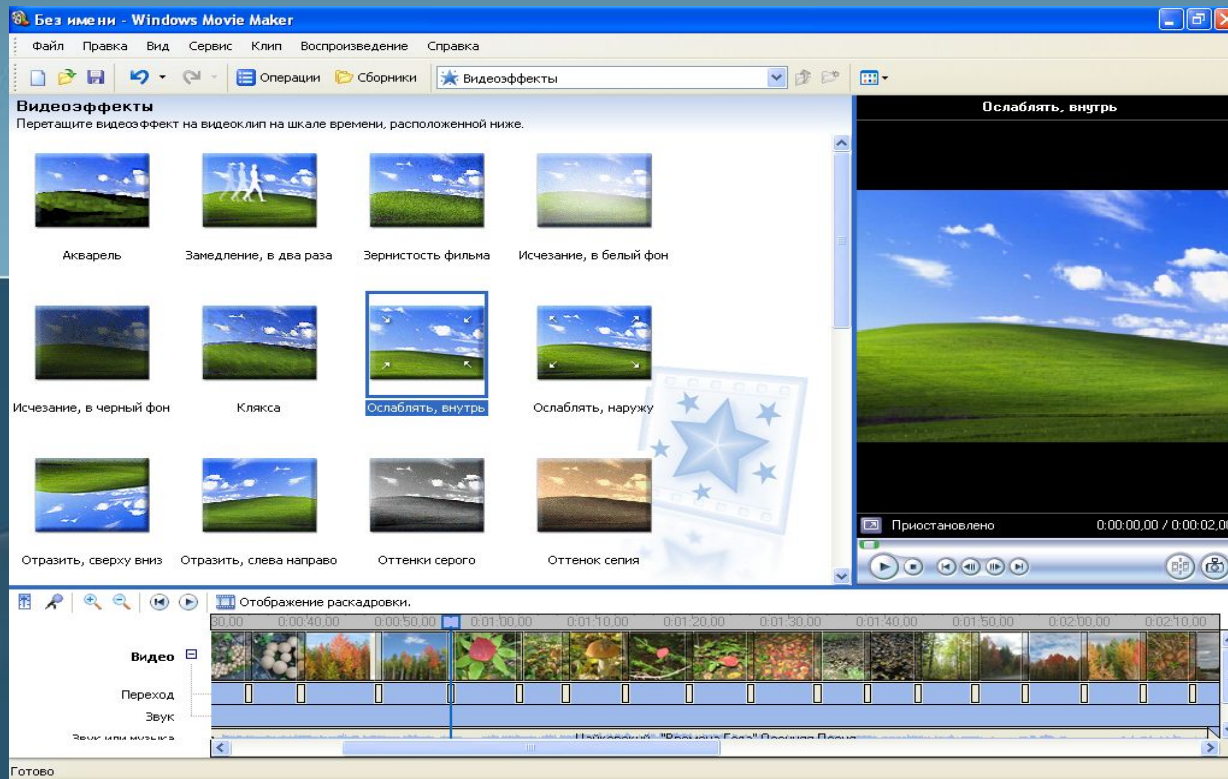 Без имени - Windows Movie Maker
Файл Правка Вид Сервис Клип Воспроизведение Справка
Операции Сборники Видеоэффекты
Видеоэффекты
Перетащите видеоэффект на видеоклип на шкале времени, расположенной ниже.
Ослаблять, внутрь
Акварель Замедление, в два раза Зернистость фильма Исчезание, в белый фон
Исчезание, в черный фон Клякса Ослаблять, внутрь Ослаблять, наружу
Отразить, сверху вниз Отразить, слева направо Оттенки серого Оттенок сепия
Приостановлено 0:00:00,00 / 0:00:02,00
Отображение раскадровки.
30,00 0:00:40,00 0:00:50,00 0:01:00,00 0:01:10,00 0:01:20,00 0:01:30,00 0:01:40,00 0:01:50,00 0:02:00,00 0:02:10,00
Видео
Переход
Звук
Звук или музыка
Чайковский "Времена Года" Осенняя Песня
Готово